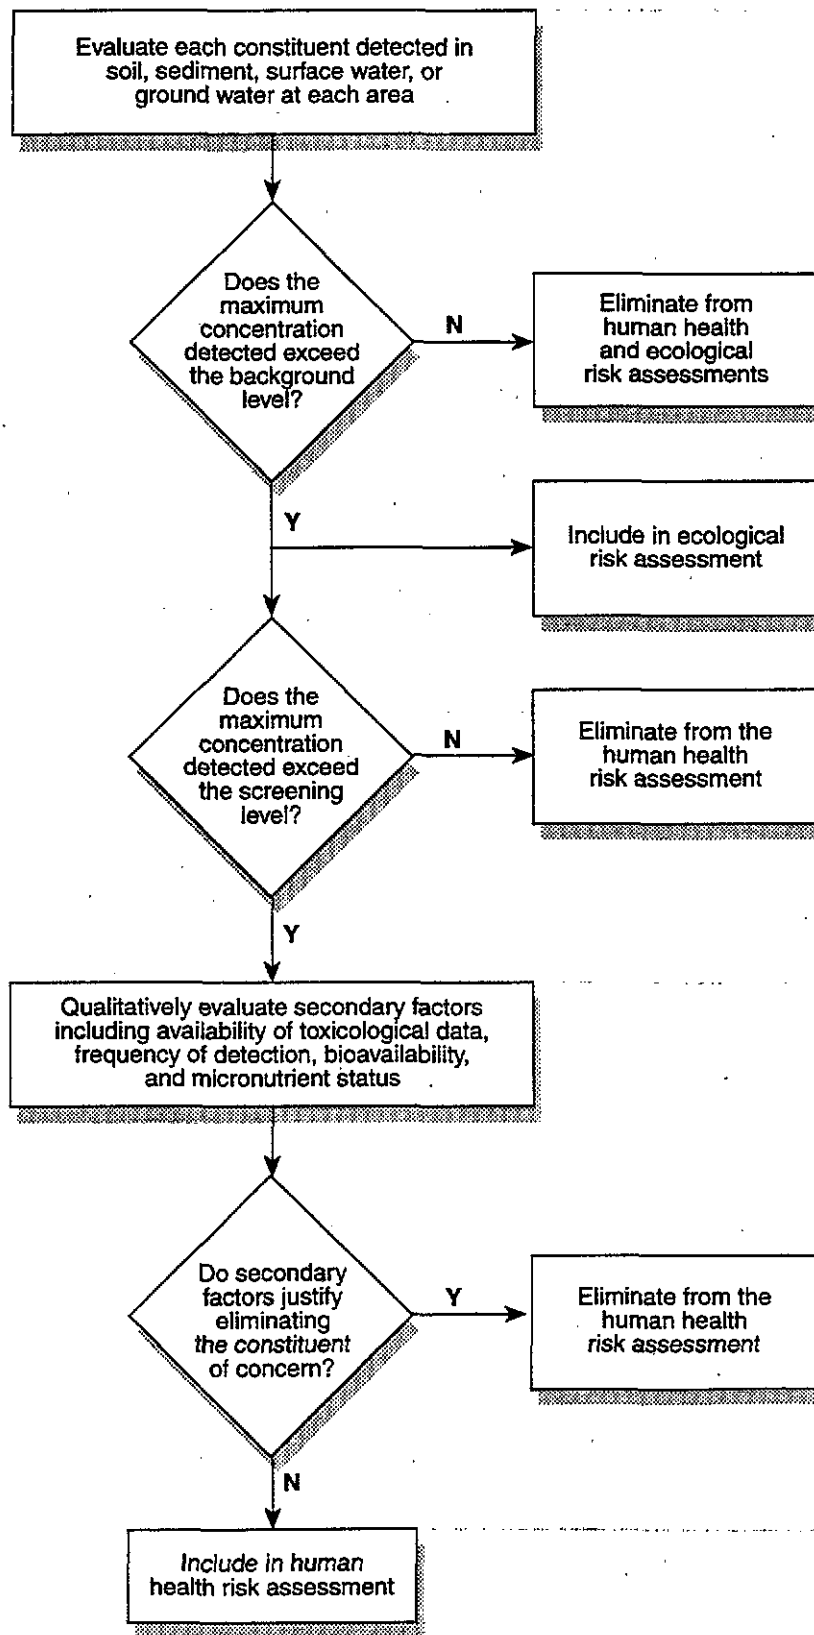 Evaluate each constituent detected in
soil, sediment, surface water, or
ground water at each area
Does the
maximum
concentration
detected exceed
the background
level?
N
Eliminate from
human health
and ecological
risk assessments
Y
Include in ecological
risk assessment
Does the
maximum
concentration
detected exceed
the screening
level?
N
Eliminate from the
human health
risk assessment
Y
Qualitatively evaluate secondary factors
including availability of toxicological data,
frequency of detection, bioavailability,
and micronutrient status
Do secondary
factors justify
eliminating
the constituent
of concern?
Y
Eliminate from the
human health
risk assessment
N
Include in human
health risk assessment